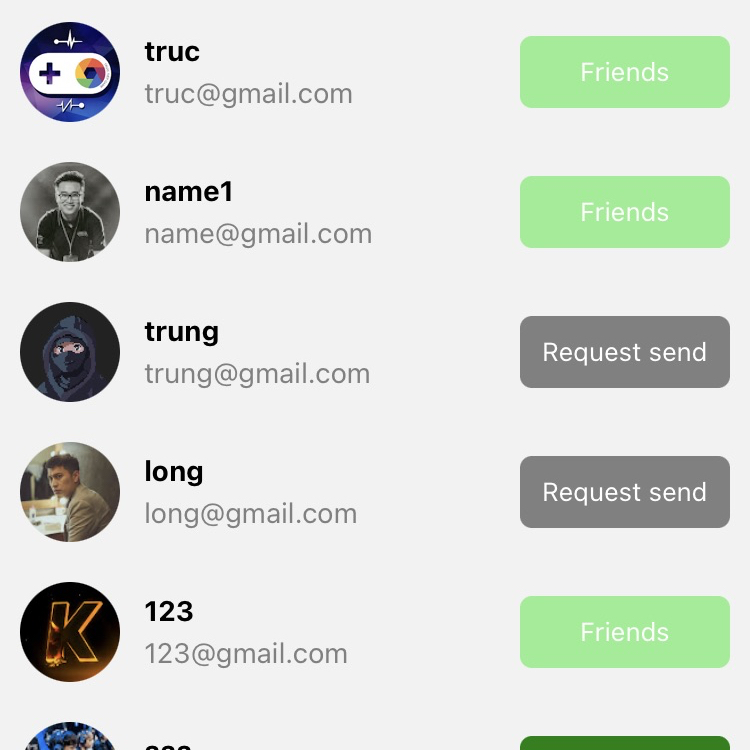 truc
truc@gmail.com
Friends
name1
name@gmail.com
Friends
trung
trung@gmail.com
Request send
long
long@gmail.com
Request send
123
123@gmail.com
Friends